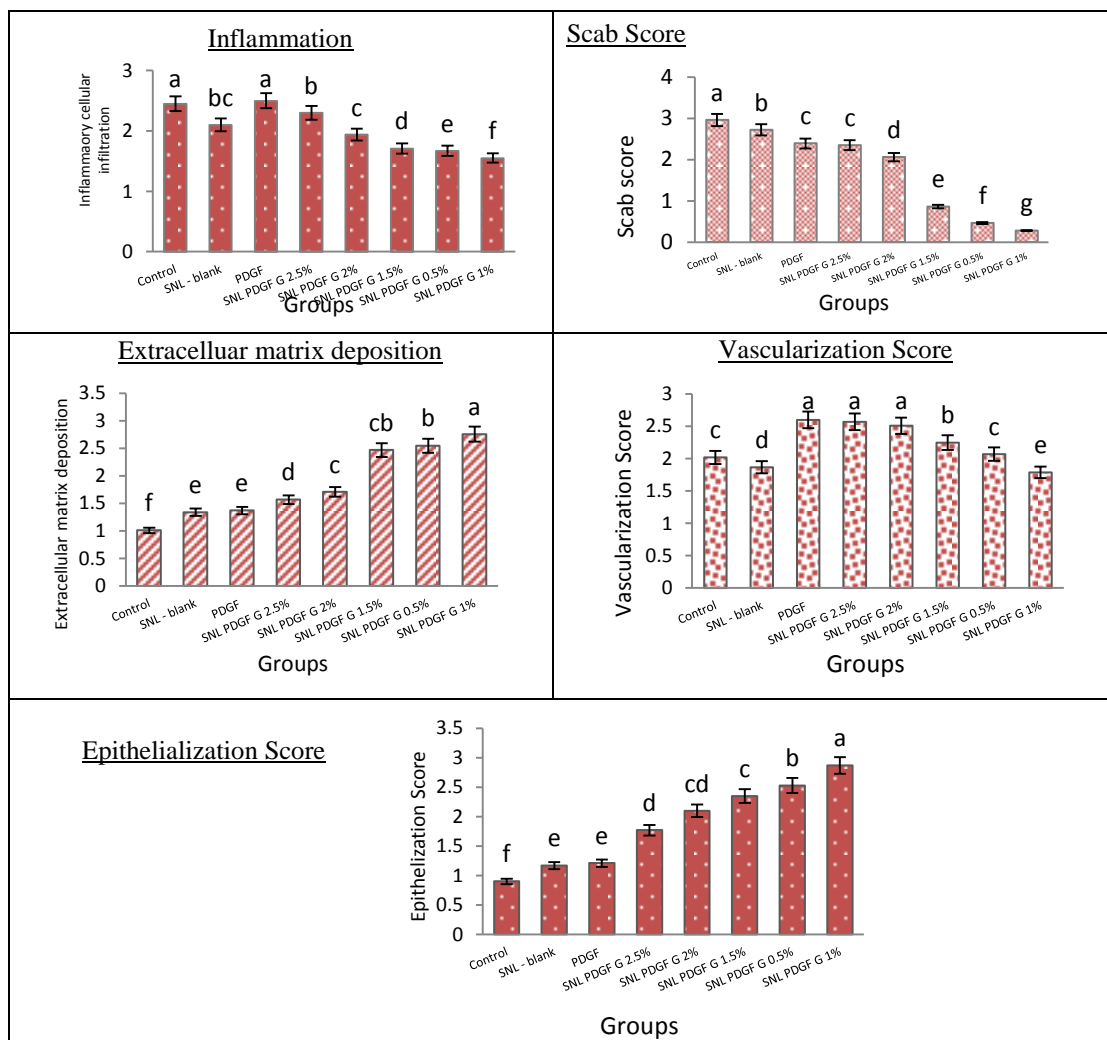 Inflammation
Inflammaory cellular
infiltration
3
2
1
0
a
bc
a
b
c
d
e
f
Control
SNL - blank
PDGF
SNL PDGF G 2.5%
SNL PDGF G 2%
SNL PDGF G 1.5%
SNL PDGF G 0.5%
SNL PDGF G 1%
Groups
Scab Score
Scab score
4
3
2
1
0
a
b
c
c
d
e
f
g
Control
SNL - blank
PDGF
SNL PDGF G 2.5%
SNL PDGF G 2%
SNL PDGF G 1.5%
SNL PDGF G 0.5%
SNL PDGF G 1%
Groups
Extracelluar matrix deposition
Extracellular matrix deposition
3.5
3
2.5
2
1.5
1
0.5
0
f
e
e
d
c
cb
b
a
Control
SNL - blank
PDGF
SNL PDGF G 2.5%
SNL PDGF G 2%
SNL PDGF G 1.5%
SNL PDGF G 0.5%
SNL PDGF G 1%
Groups
Vascularization Score
Vascularization Score
3
2.5
2
1.5
1
0.5
0
c
d
a
a
a
b
c
e
Control
SNL - blank
PDGF
SNL PDGF G 2.5%
SNL PDGF G 2%
SNL PDGF G 1.5%
SNL PDGF G 0.5%
SNL PDGF G 1%
Groups
Epithelialization Score
Epithelization Score
3.5
3
2.5
2
1.5
1
0.5
0
f
e
e
d
cd
c
b
a
Control
SNL - blank
PDGF
SNL PDGF G 2.5%
SNL PDGF G 2%
SNL PDGF G 1.5%
SNL PDGF G 0.5%
SNL PDGF G 1%
Groups